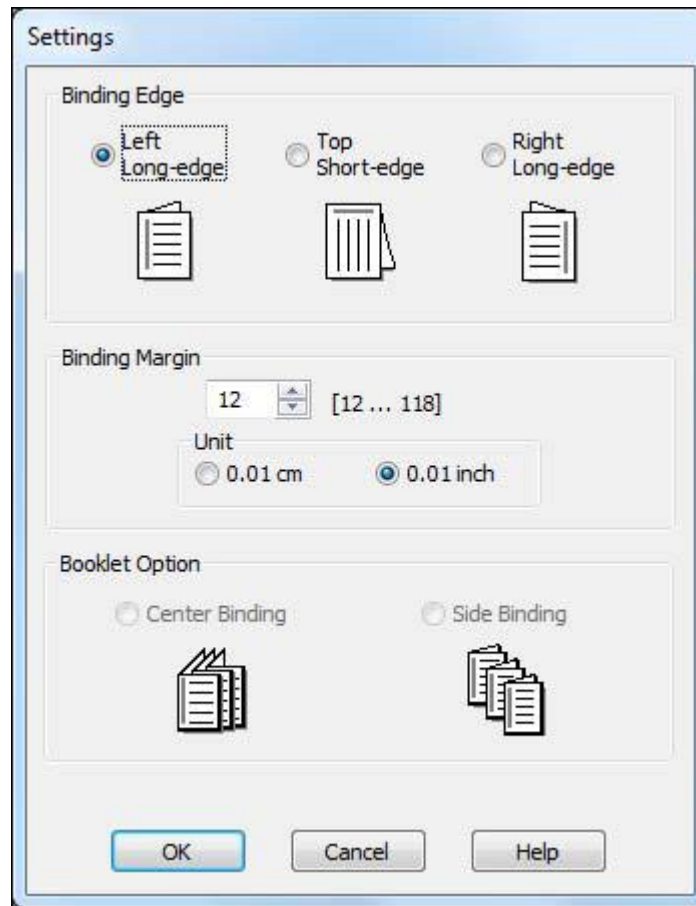 Settings
Binding Edge
Left Top Right
Long-edge Short-edge Long-edge
Binding Margin
12 [12 ... 118]
Unit
0.01 cm 0.01 inch
Booklet Option
Center Binding Side Binding
OK Cancel Help